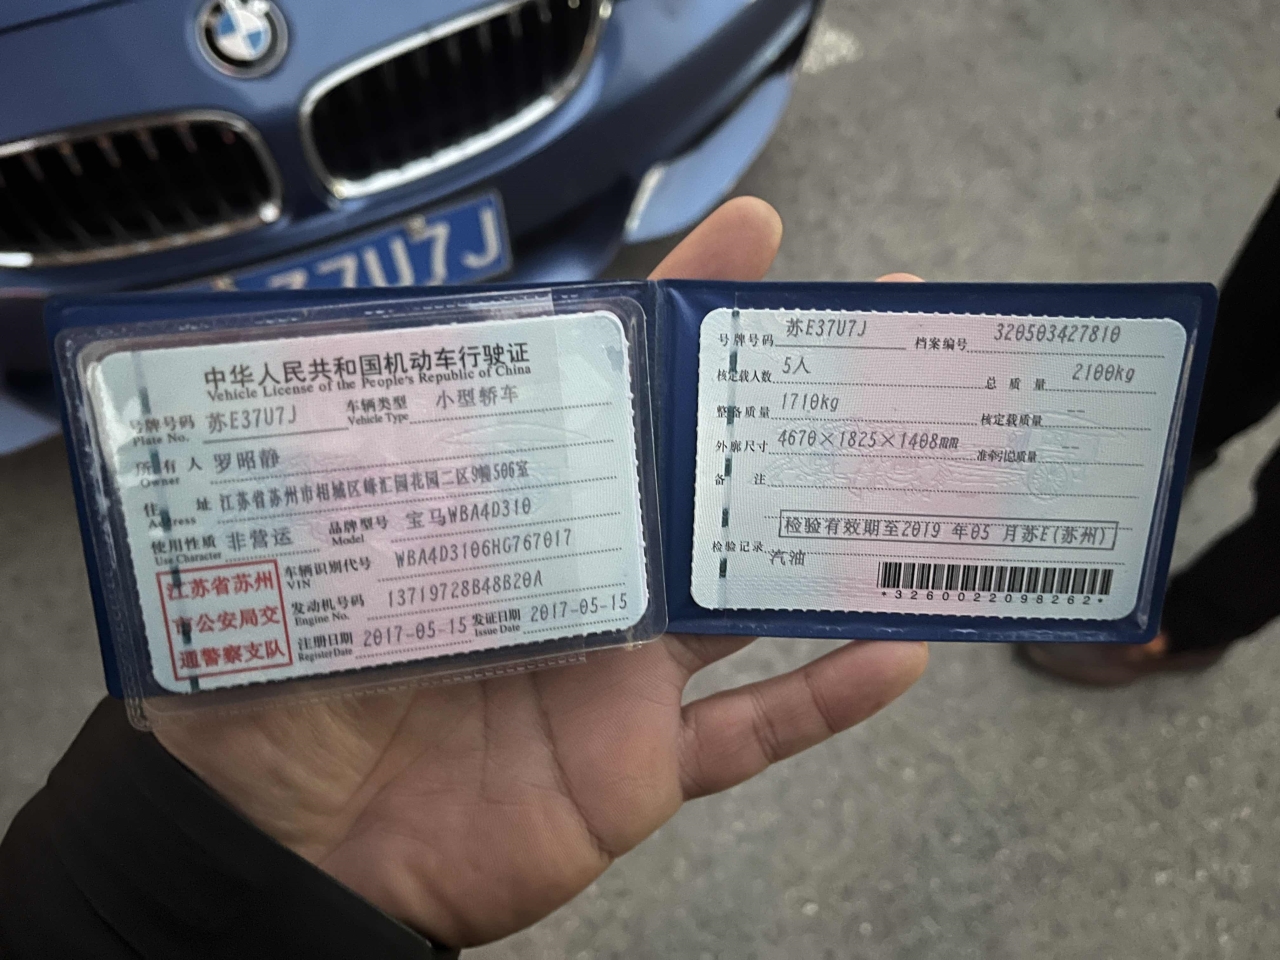 BMW
37U7J
中华人民共和国机动车行驶证
Vehicle License of the People's Republic of China
号牌号码 苏E37U7J 车辆类型 小型轿车
Plate No. Vehicle Type
所有人 罗昭静
Owner
住址 江苏省苏州市相城区峰汇园花园二区9幢506室
Address
使用性质 非营运 品牌型号 宝马WBA4D310
Use Character Model
江苏省苏州
市公安局交
通警察支队
车辆识别代号 WBA4D3106HG767017
VIN
发动机号码 13719728B48B20A
Engine No.
注册日期 2017-05-15 发证日期 2017-05-15
Register Date Issue Date
号牌号码 苏E37U7J 档案编号 320503427810
核定载人数 5人 总质量 2100kg
整备质量 1710kg 核定载质量 --
外廓尺寸 4670×1825×1408mm 准牵引总质量 --
备注
检验有效期至2019年05月苏E(苏州)
检验记录
汽油
*3260022098262*